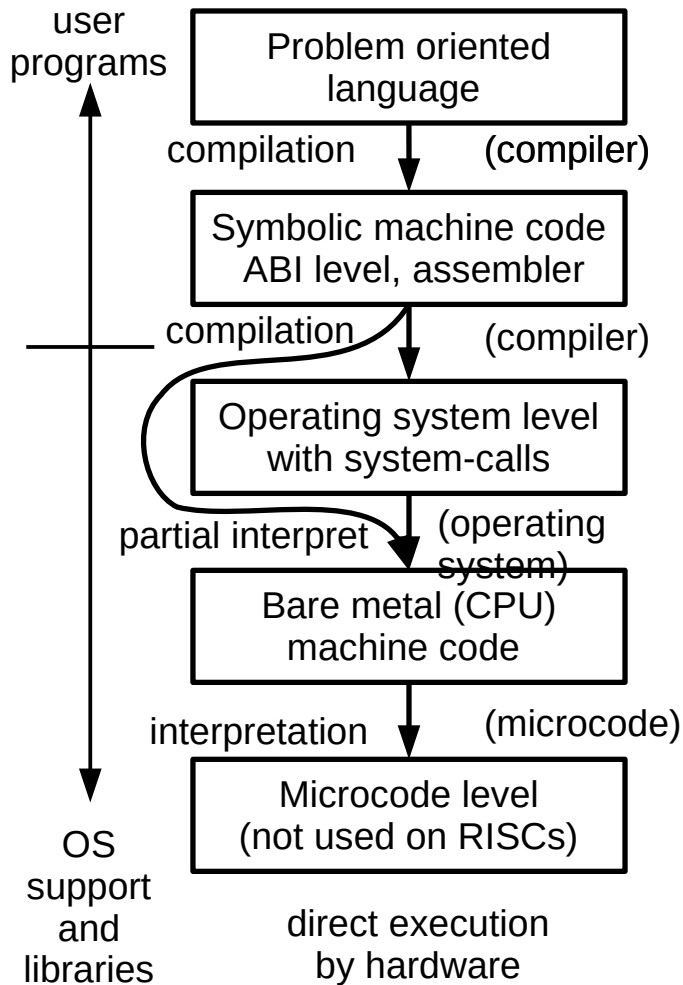 user
programs
Problem oriented
language
compilation
(compiler)
Symbolic machine code
ABI level, assembler
compilation
(compiler)
Operating system level
with system-calls
partial interpret
(operating
system)
Bare metal (CPU)
machine code
interpretation
(microcode)
Microcode level
(not used on RISCs)
OS
support
and
libraries
direct execution
by hardware